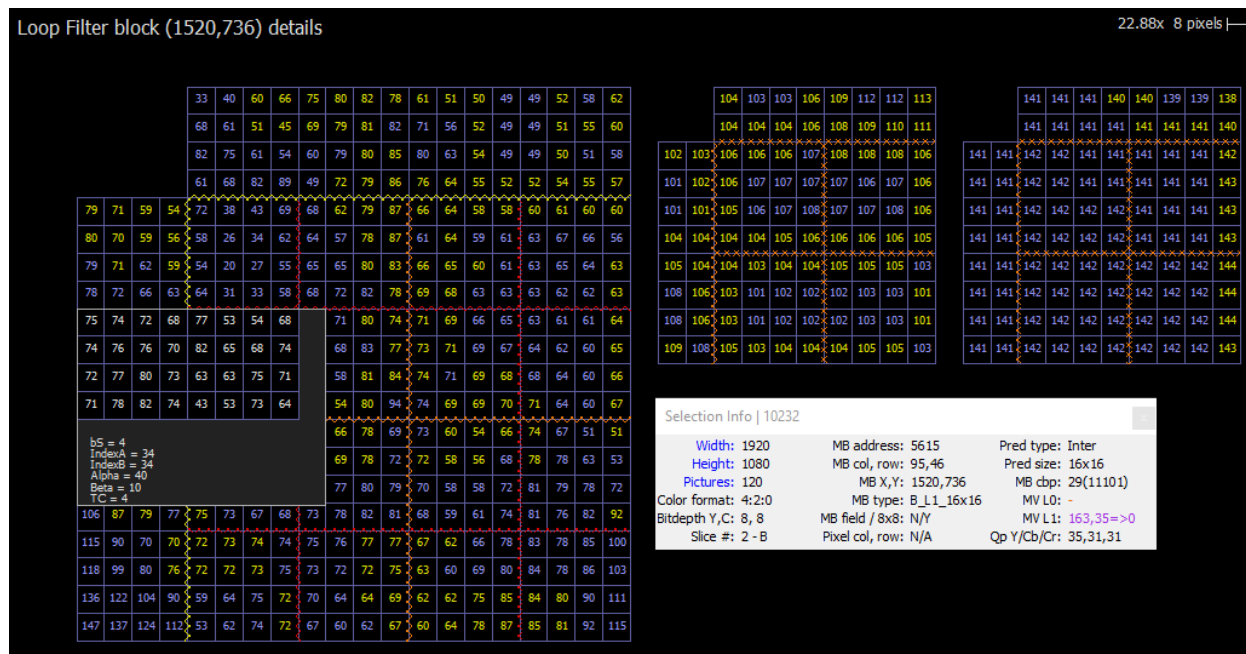 Loop Filter block (1520,736) details
22.88x 8 pixels
33 40 60 66 75 80 82 78 61 51 50 49 49 52 58 62
68 61 51 45 69 79 81 82 71 56 52 49 49 51 55 60
82 75 61 54 60 79 80 85 80 63 54 49 49 50 51 58
61 68 82 89 49 72 79 86 76 64 55 52 52 54 55 57
79 71 59 54 72 38 43 69 68 62 79 87 66 64 58 58 60 61 60 60
80 70 59 56 58 26 34 62 64 57 78 87 61 64 59 61 63 67 66 56
79 71 62 59 54 20 27 55 65 65 80 83 66 65 60 61 63 65 64 63
78 72 66 63 64 31 33 58 68 72 82 78 69 68 63 63 63 62 62 63
75 74 72 68 77 53 54 68 71 80 74 71 69 66 65 63 61 61 64
74 76 76 70 82 65 68 74 68 83 77 73 71 69 67 64 62 60 65
72 77 80 73 63 63 75 71 58 81 84 74 71 69 68 68 64 60 66
71 78 82 74 43 53 73 64 54 80 94 74 69 69 70 71 64 60 67
66 78 69 73 60 54 66 74 67 51 51
69 78 72 72 58 56 68 78 78 63 53
77 80 79 70 58 58 72 81 79 78 72
bS = 4
IndexA = 34
IndexB = 34
Alpha = 40
Beta = 10
TC = 4
106 87 79 77 75 73 67 68 73 78 82 81 68 59 61 74 81 76 82 92
115 90 70 70 72 73 74 74 75 76 77 77 67 62 66 78 83 78 85 100
118 99 80 76 72 72 73 75 73 72 72 75 63 60 69 80 84 78 86 103
136 122 104 90 59 64 75 72 70 64 64 69 62 62 75 85 84 80 90 111
147 137 124 112 53 62 74 72 67 60 62 67 60 64 78 87 85 81 92 115
104 103 103 106 109 112 112 113
104 104 104 106 108 109 110 111
102 103 106 106 106 107 108 108 108 106
101 102 106 107 107 107 107 106 107 106
101 101 105 106 107 108 107 107 107 106
104 104 104 104 105 106 106 106 106 105
105 104 104 103 104 104 105 105 105 103
108 106 103 101 102 102 102 103 103 101
108 106 103 101 102 102 102 103 103 101
109 108 105 103 104 104 104 105 105 103
141 141 141 140 140 139 139 138
141 141 141 141 141 141 141 140
141 141 142 142 142 142 141 141 141 142
141 141 142 142 142 142 141 141 141 143
141 141 142 142 142 142 141 141 141 143
141 141 142 142 142 142 141 141 141 143
141 141 142 142 142 142 142 142 142 144
141 141 142 142 142 142 142 142 142 144
141 141 142 142 142 142 142 142 142 144
141 141 142 142 142 142 142 142 142 143
Selection Info | 10232
Width: 1920 MB address: 5615 Pred type: Inter
Height: 1080 MB col, row: 95,46 Pred size: 16x16
Pictures: 120 MB X,Y: 1520,736 MB cbp: 29(11101)
Color format: 4:2:0 MB type: B_L1_16x16 MV L0: -
Bitdepth Y,C: 8, 8 MB field / 8x8: N/Y MV L1: 163,35=>0
Slice #: 2 - B Pixel col, row: N/A Qp Y/Cb/Cr: 35,31,31